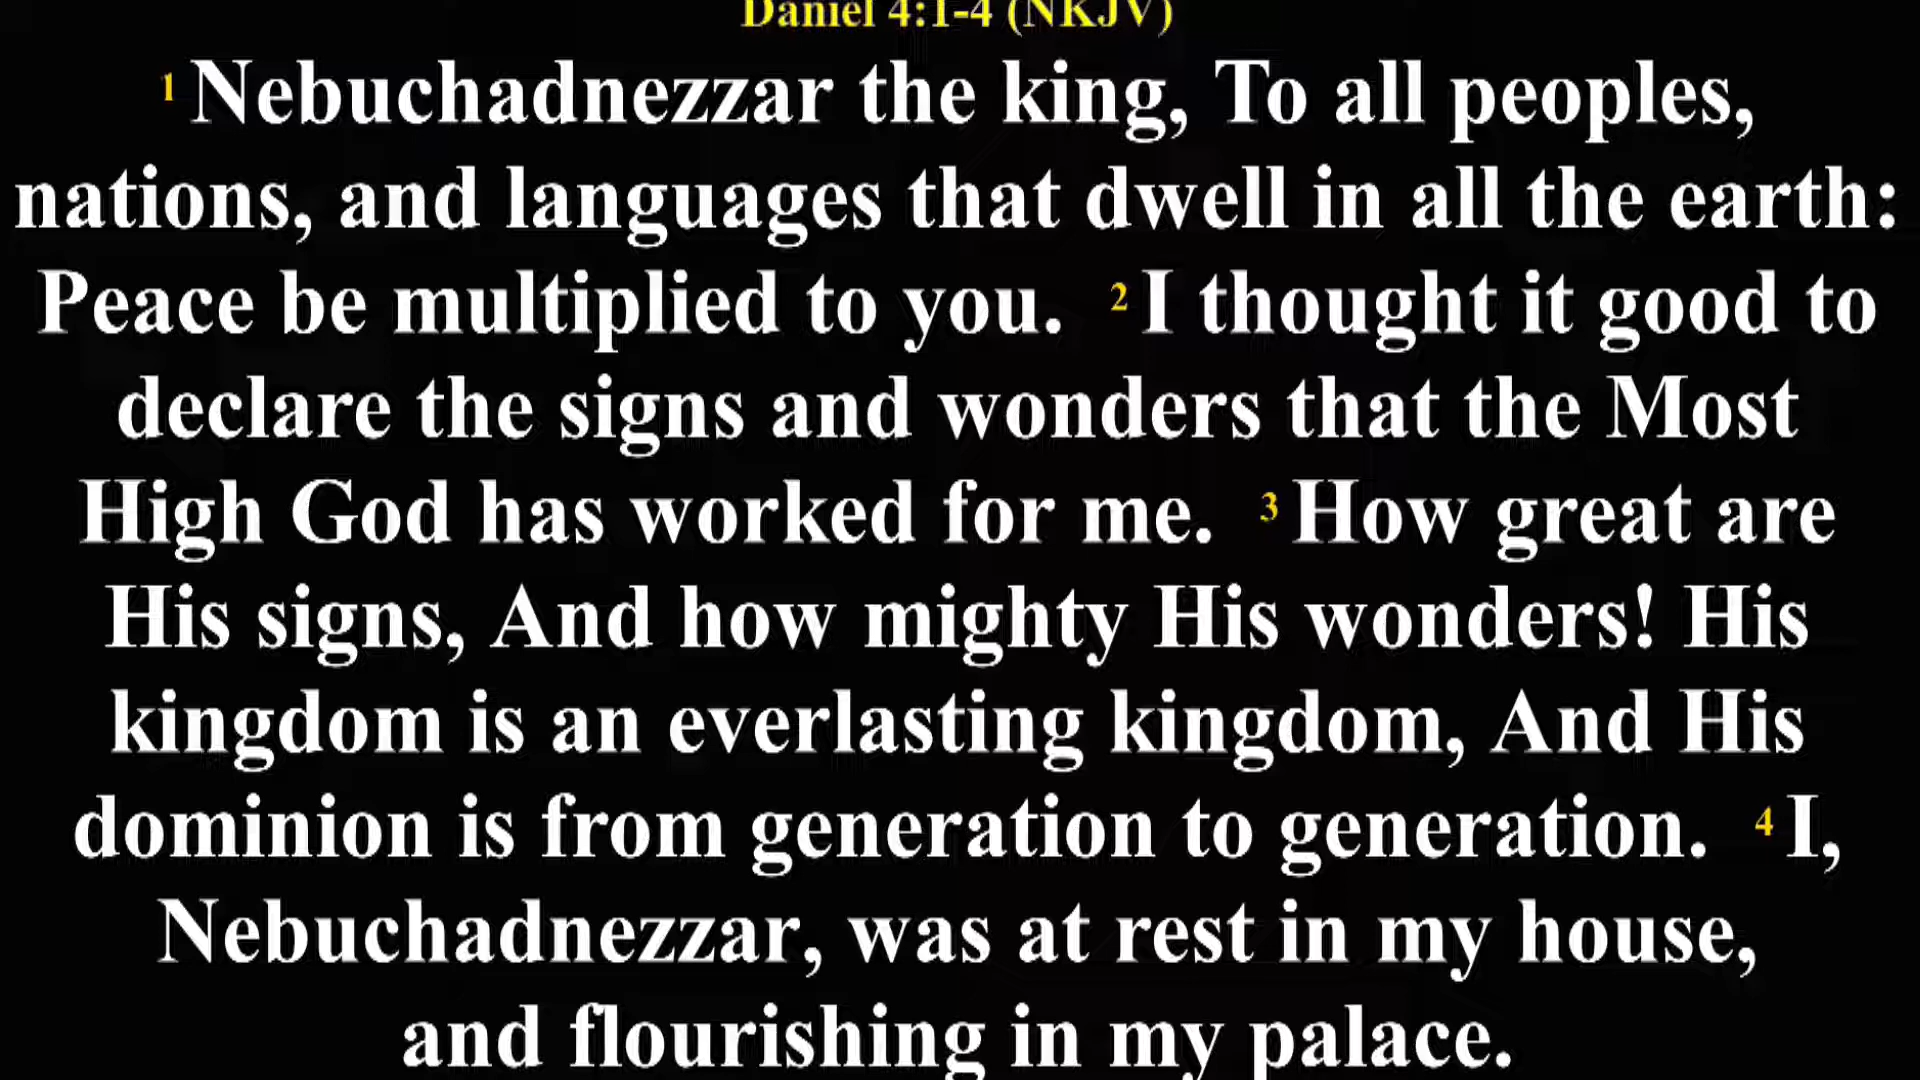 Daniel 4:1-4 (NKJV)
1 Nebuchadnezzar the king, To all peoples,
nations, and languages that dwell in all the earth:
Peace be multiplied to you. 2 I thought it good to
declare the signs and wonders that the Most
High God has worked for me. 3 How great are
His signs, And how mighty His wonders! His
kingdom is an everlasting kingdom, And His
dominion is from generation to generation. 4 I,
Nebuchadnezzar, was at rest in my house,
and flourishing in my palace.